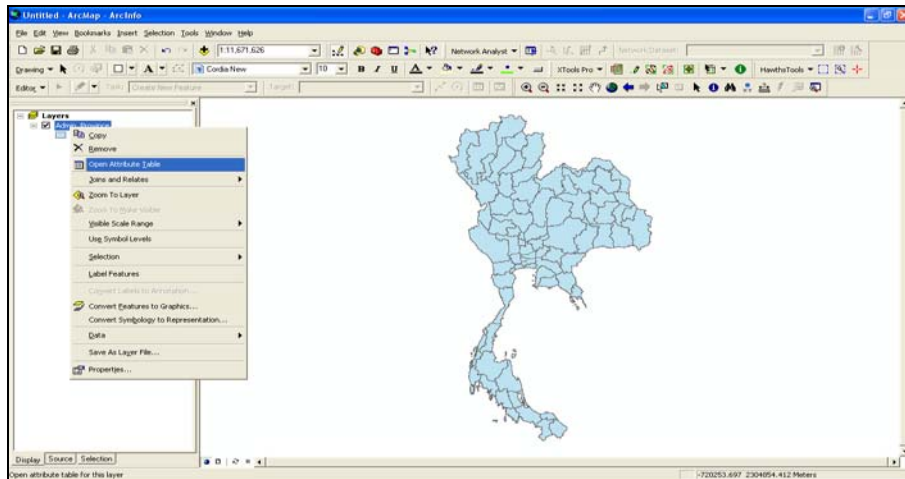 Untitled - ArcMap - ArcInfo
File Edit View Bookmarks Insert Selection Tools Window Help
1:11,671,626 Network Analyst Network Dataset:
Drawing A Cordia New 10 B I U A XTools Pro HawthsTools
Editor Task: Create New Feature Target:
Layers
Admin_Province
Copy
Remove
Open Attribute Table
Joins and Relates
Zoom To Layer
Zoom To Make Visible
Visible Scale Range
Use Symbol Levels
Selection
Label Features
Convert Labels to Annotation...
Convert Features to Graphics...
Convert Symbology to Representation...
Data
Save As Layer File...
Properties...
Display Source Selection
Open attribute table for this layer
-720253.697 2304854.412 Meters